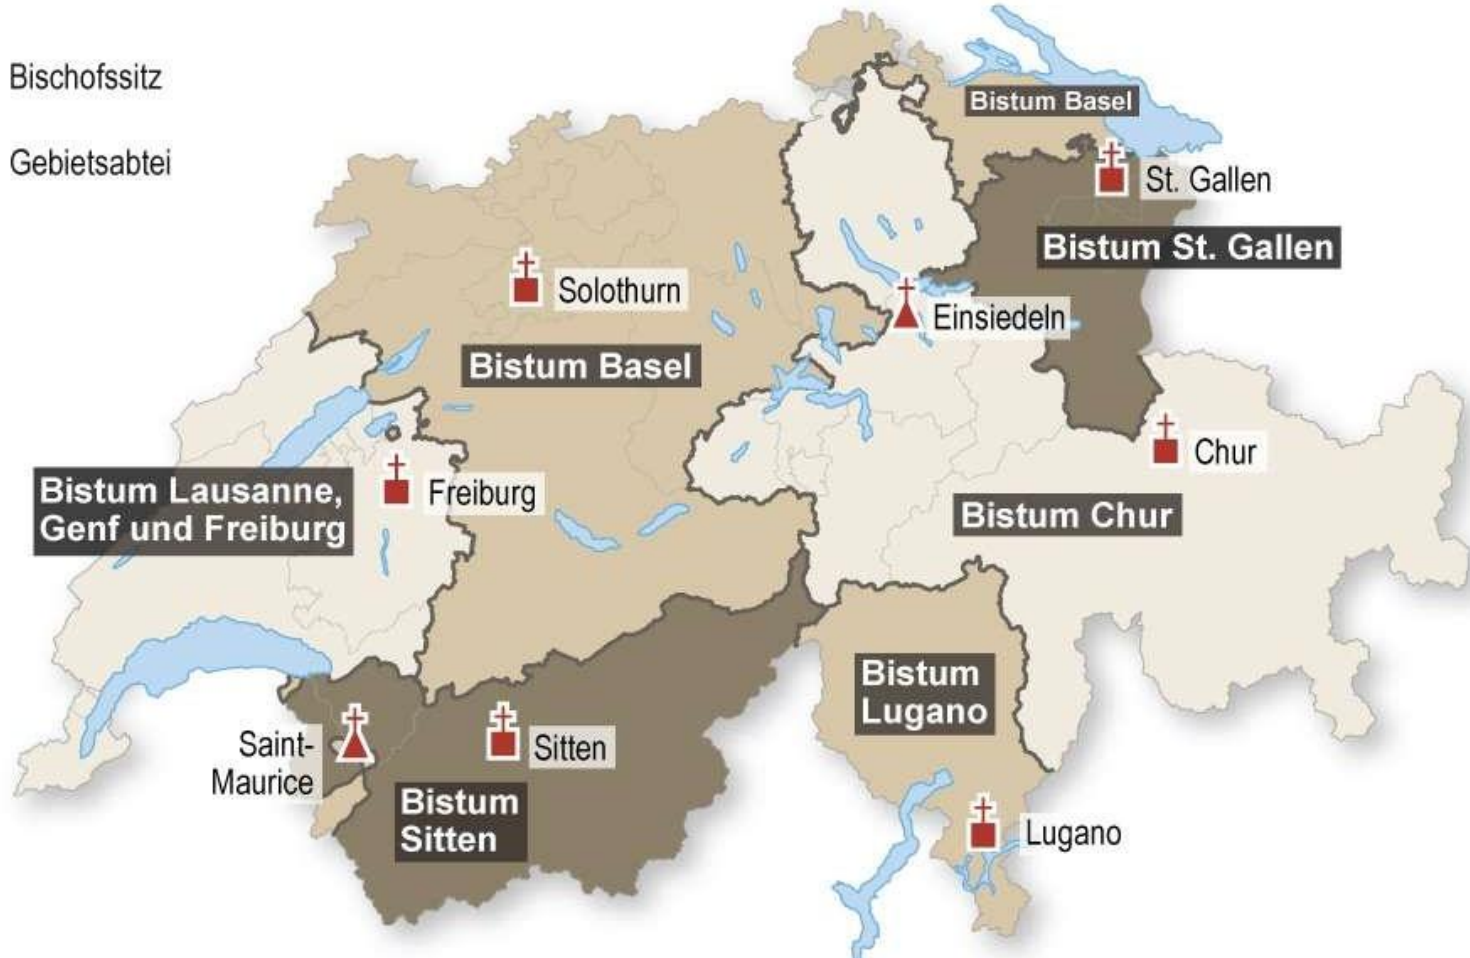 Bischofssitz
Gebietsabtei
Bistum Basel
St. Gallen
Bistum St. Gallen
Solothurn
Einsiedeln
Bistum Basel
Chur
Bistum Lausanne,
Genf und Freiburg
Freiburg
Bistum Chur
Bistum
Lugano
Saint-
Maurice
Sitten
Bistum
Sitten
Lugano